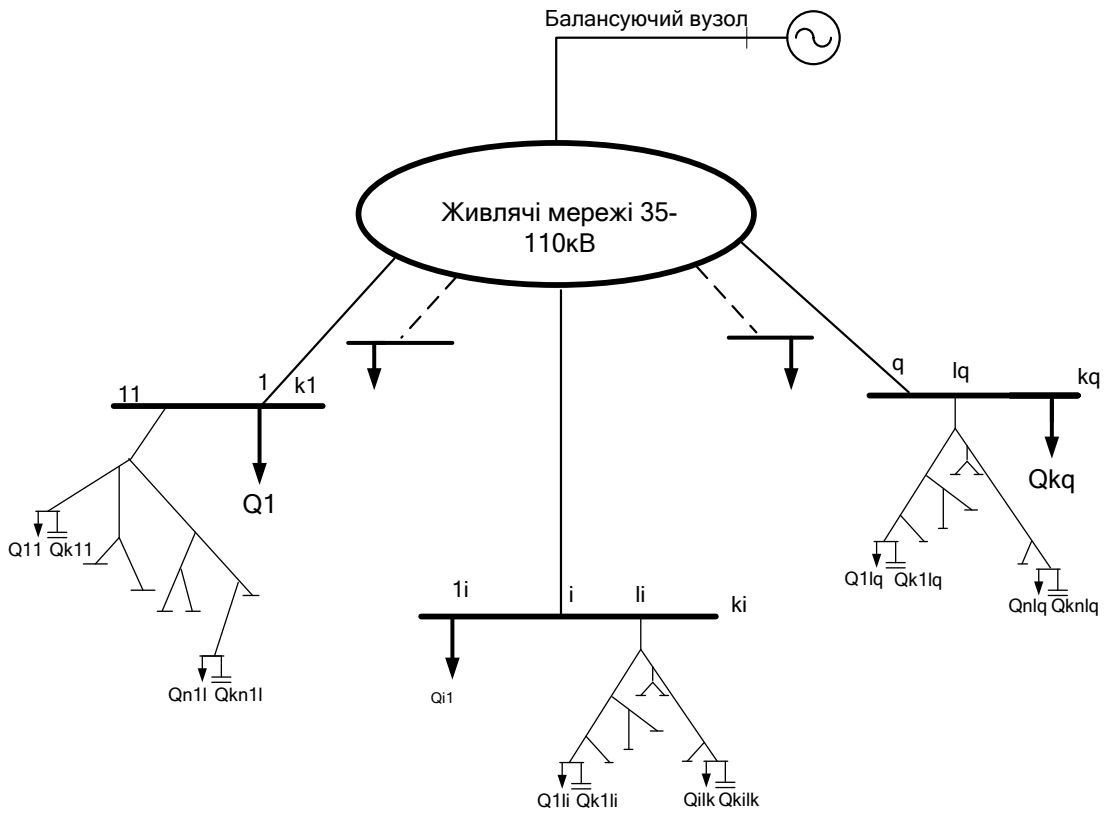 Балансуючий вузол
Живлячі мережі 35-
110кВ
11
1
k1
Q1
Q11 Qk11
Qn1l Qkn1l
1i
i
li
ki
Qi1
Q1li Qk1li
Qilk Qkilk
q
lq
kq
Qkq
Q1lq Qk1lq
Qnlq Qknlq